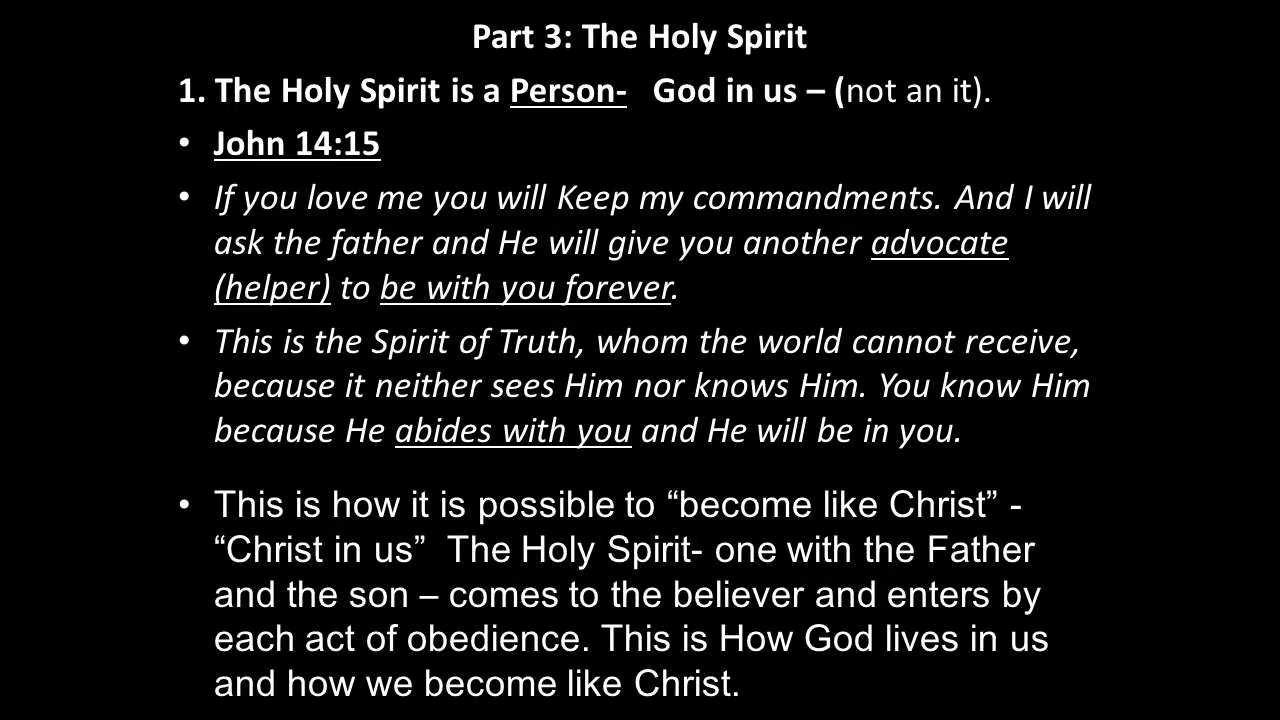 Part 3: The Holy Spirit
1. The Holy Spirit is a Person-   God in us – (not an it).
• John 14:15
• If you love me you will Keep my commandments. And I will
ask the father and He will give you another advocate
(helper) to be with you forever.
• This is the Spirit of Truth, whom the world cannot receive,
because it neither sees Him nor knows Him. You know Him
because He abides with you and He will be in you.
• This is how it is possible to “become like Christ” -
“Christ in us”  The Holy Spirit- one with the Father
and the son – comes to the believer and enters by
each act of obedience. This is How God lives in us
and how we become like Christ.